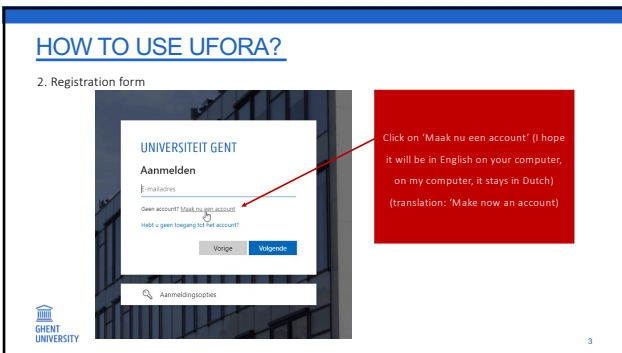 HOW TO USE UFORA?
2. Registration form
UNIVERSITEIT GENT
Aanmelden
E-mailadres
Geen account? Maak nu een account
Hebt u geen toegang tot het account?
Vorige
Volgende
Aanmeldingsopties
Click on ‘Maak nu een account’ (I hope
it will be in English on your computer,
on my computer, it stays in Dutch)
(translation: ‘Make now an account)
GHENT
UNIVERSITY
3